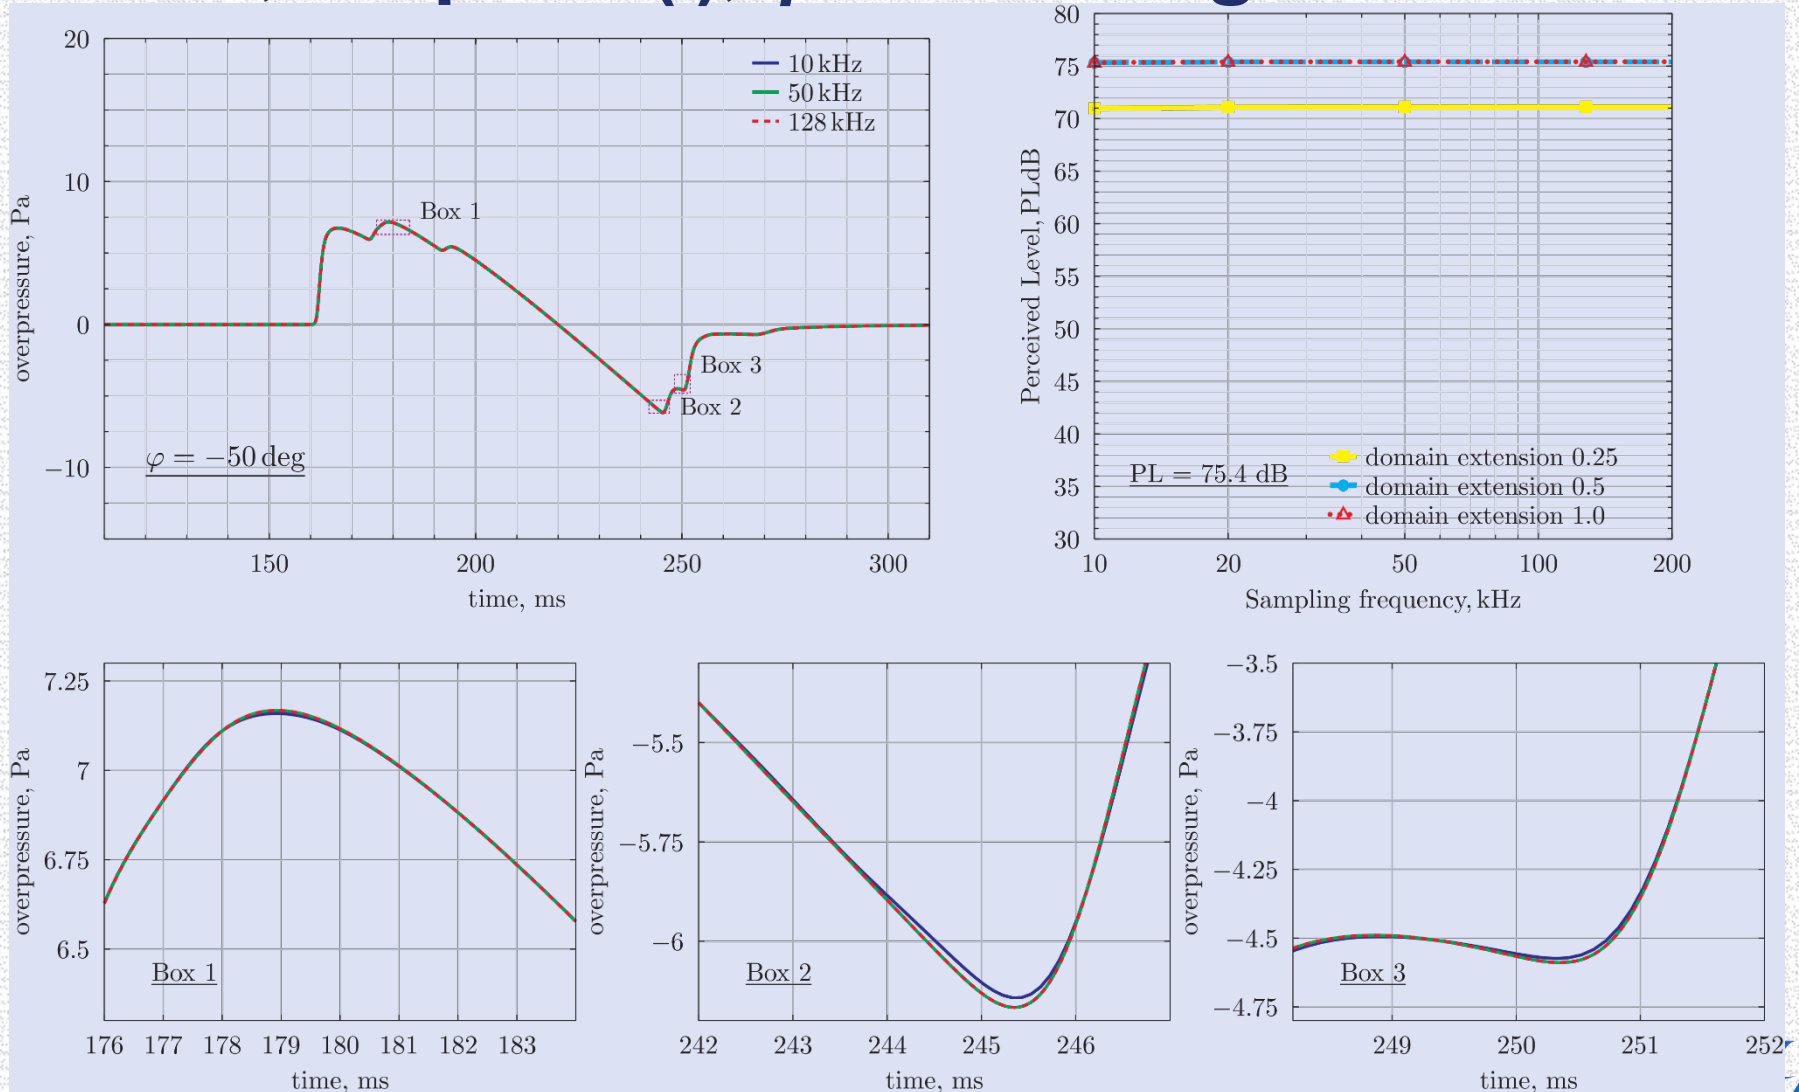 20
10
0
−10
overpressure, Pa
10 kHz
50 kHz
128 kHz
Box 1
Box 3
Box 2
φ = −50 deg
150 200 250 300
time, ms
80
75
70
65
60
55
50
45
40
35
30
Perceived Level, PLdB
PL = 75.4 dB
domain extension 0.25
domain extension 0.5
domain extension 1.0
10 20 50 100 200
Sampling frequency, kHz
7.25
7
6.75
6.5
overpressure, Pa
Box 1
176 177 178 179 180 181 182 183
time, ms
−5.5
−5.75
−6
overpressure, Pa
Box 2
242 243 244 245 246
time, ms
−3.5
−3.75
−4
−4.25
−4.5
−4.75
overpressure, Pa
Box 3
249 250 251 252
time, ms